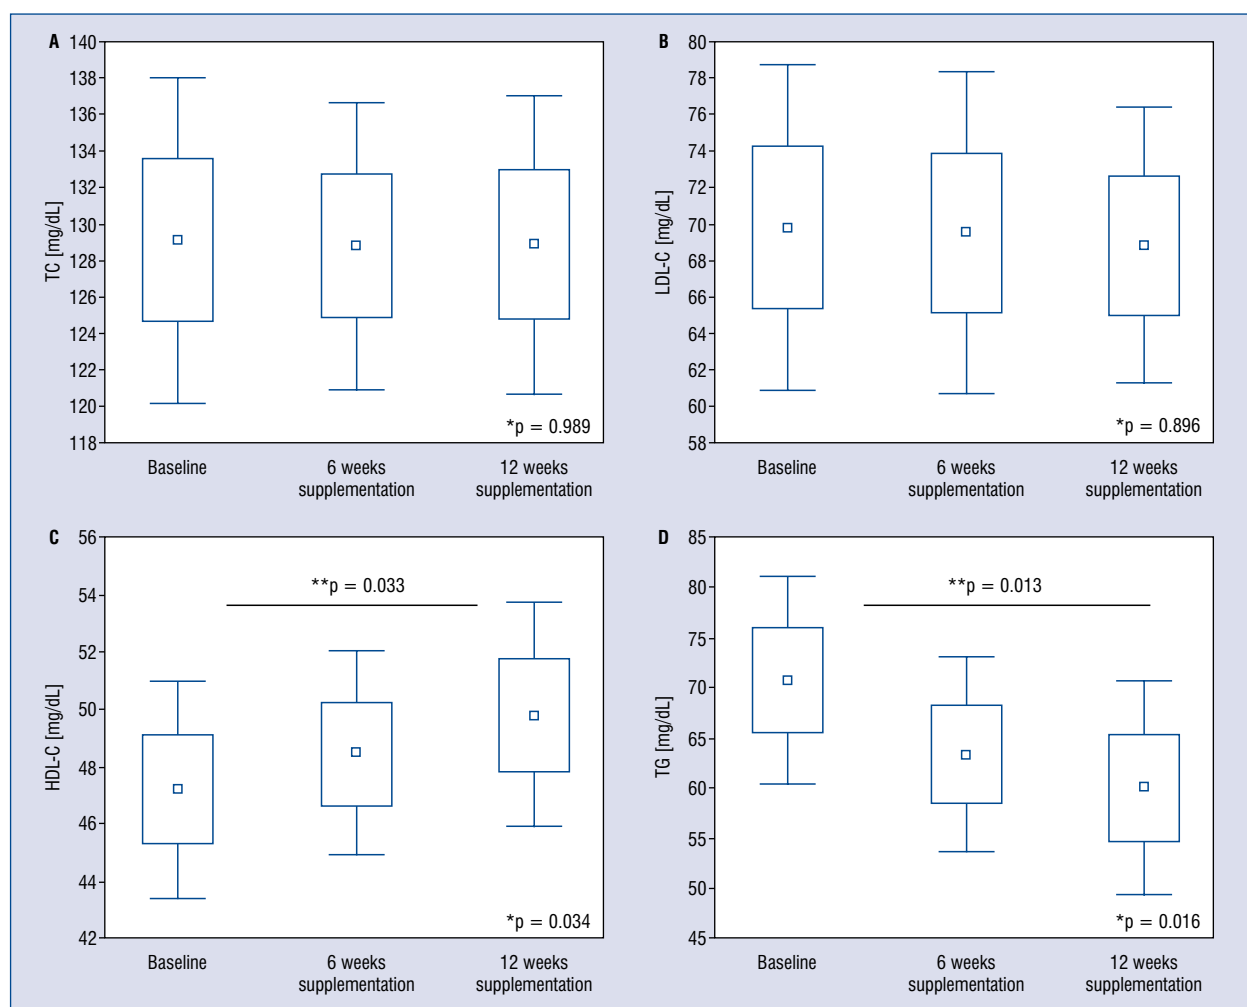 A
140
138
136
134
132
130
128
126
124
122
120
118
TC [mg/dL]
*p = 0.989
Baseline
6 weeks
supplementation
12 weeks
supplementation
B
80
78
76
74
72
70
68
66
64
62
60
58
LDL-C [mg/dL]
*p = 0.896
Baseline
6 weeks
supplementation
12 weeks
supplementation
C
56
54
52
50
48
46
44
42
HDL-C [mg/dL]
**p = 0.033
*p = 0.034
Baseline
6 weeks
supplementation
12 weeks
supplementation
D
85
80
75
70
65
60
55
50
45
TG [mg/dL]
**p = 0.013
*p = 0.016
Baseline
6 weeks
supplementation
12 weeks
supplementation